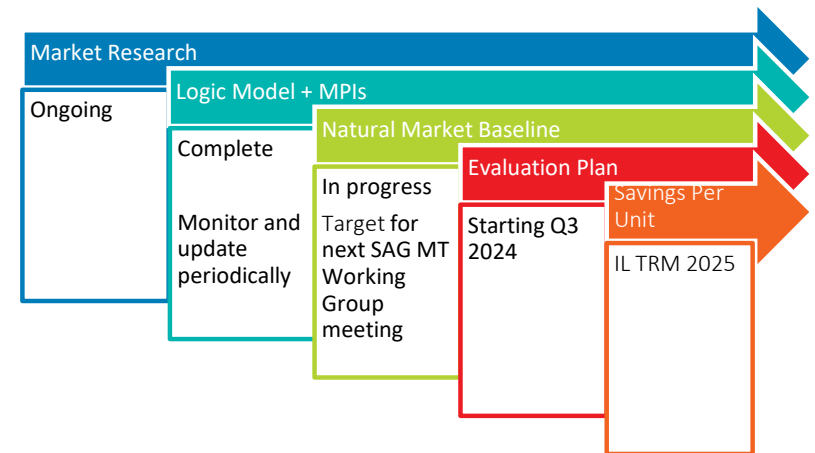 Market Research
Ongoing
Logic Model + MPIs
Complete
Monitor and
update
periodically
Natural Market Baseline
In progress
Target for
next SAG MT
Working
Group
meeting
Evaluation Plan
Starting Q3
2024
Savings Per
Unit
IL TRM 2025